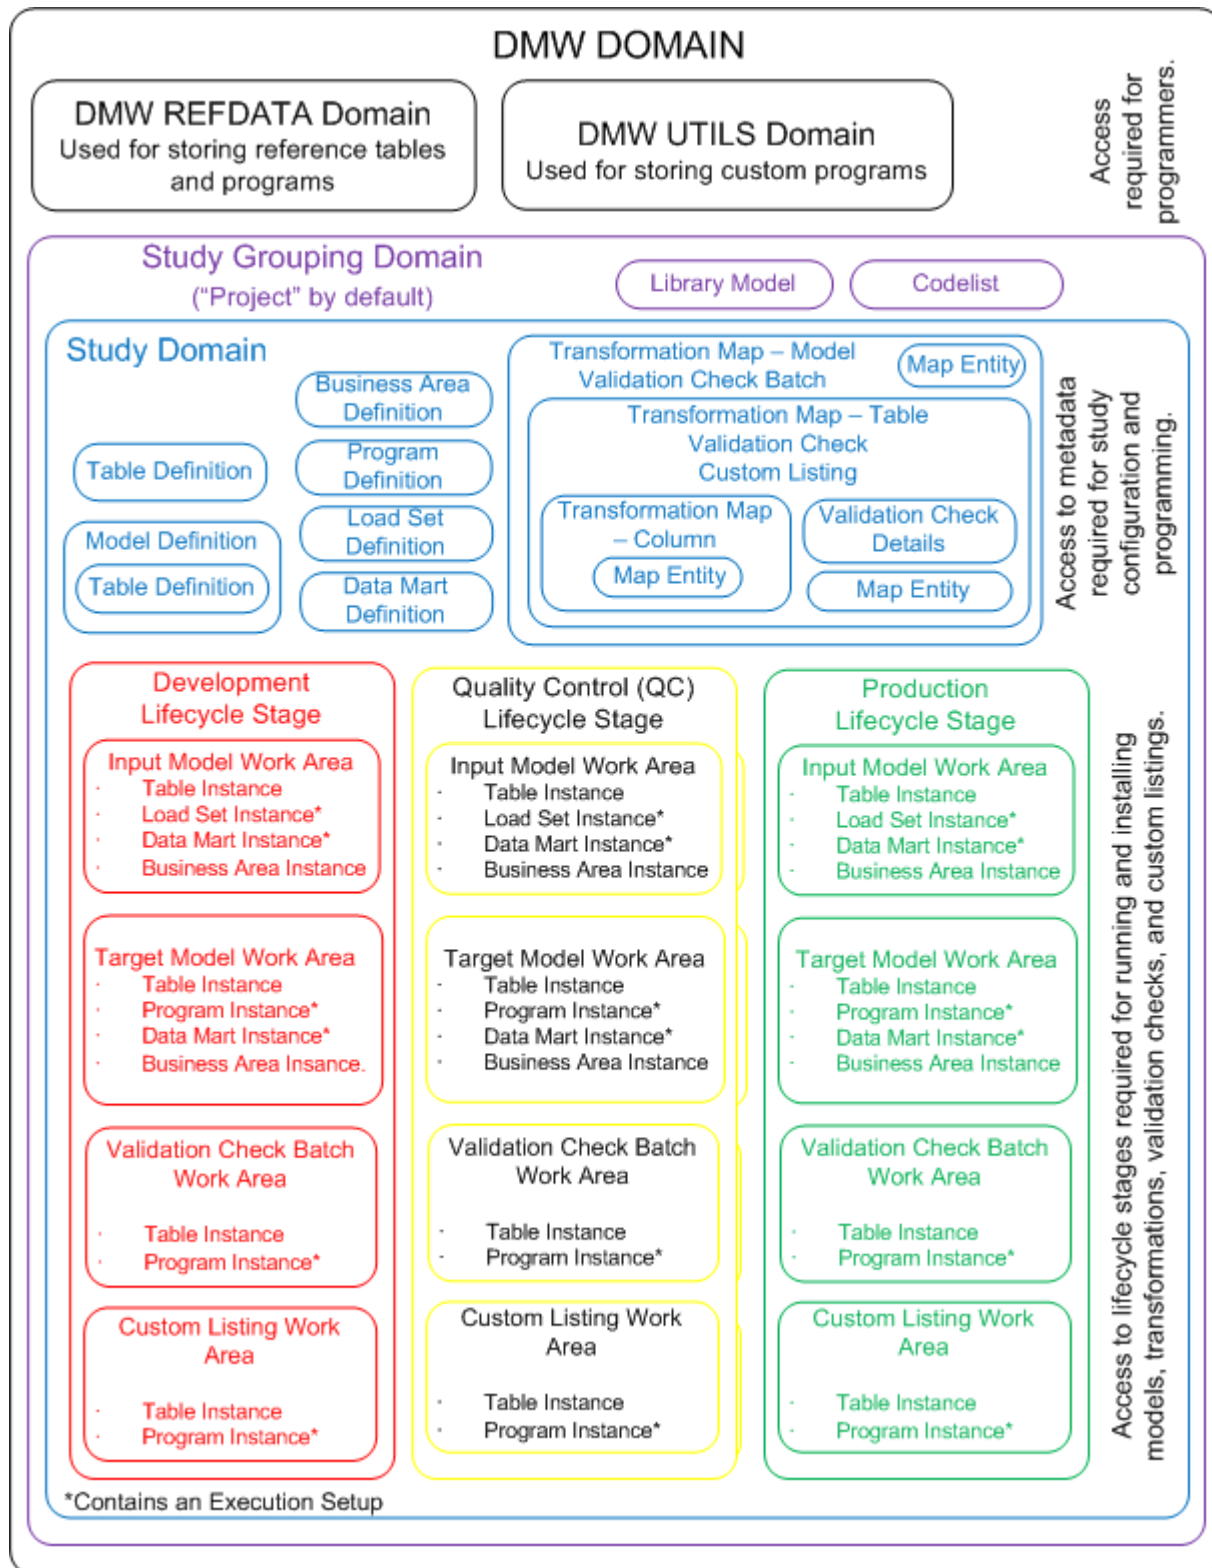 DMW DOMAIN
DMW REFDATA Domain
Used for storing reference tables
and programs
DMW UTILS Domain
Used for storing custom programs
Access
required for
programmers.
Study Grouping Domain
(“Project” by default)
Library Model
Codelist
Study Domain
Business Area
Definition
Table Definition
Program
Definition
Model Definition
Table Definition
Load Set
Definition
Data Mart
Definition
Transformation Map – Model
Validation Check Batch
Map Entity
Transformation Map – Table
Validation Check
Custom Listing
Transformation Map
– Column
Map Entity
Validation Check
Details
Map Entity
Access to metadata
required for study
configuration and
programming.
Development
Lifecycle Stage
Input Model Work Area
· Table Instance
· Load Set Instance*
· Data Mart Instance*
· Business Area Instance
Target Model Work Area
· Table Instance
· Program Instance*
· Data Mart Instance*
· Business Area Insance.
Validation Check Batch
Work Area
· Table Instance
· Program Instance*
Custom Listing Work
Area
· Table Instance
· Program Instance*
Quality Control (QC)
Lifecycle Stage
Input Model Work Area
· Table Instance
· Load Set Instance*
· Data Mart Instance*
· Business Area Instance
Target Model Work Area
· Table Instance
· Program Instance*
· Data Mart Instance*
· Business Area Instance
Validation Check Batch
Work Area
· Table Instance
· Program Instance*
Custom Listing Work
Area
· Table Instance
· Program Instance*
Production
Lifecycle Stage
Input Model Work Area
· Table Instance
· Load Set Instance*
· Data Mart Instance*
· Business Area Instance
Target Model Work Area
· Table Instance
· Program Instance*
· Data Mart Instance*
· Business Area Instance
Validation Check Batch
Work Area
· Table Instance
· Program Instance*
Custom Listing Work
Area
· Table Instance
· Program Instance*
Access to lifecycle stages required for running and installing
models, transformations, validation checks, and custom listings.
*Contains an Execution Setup